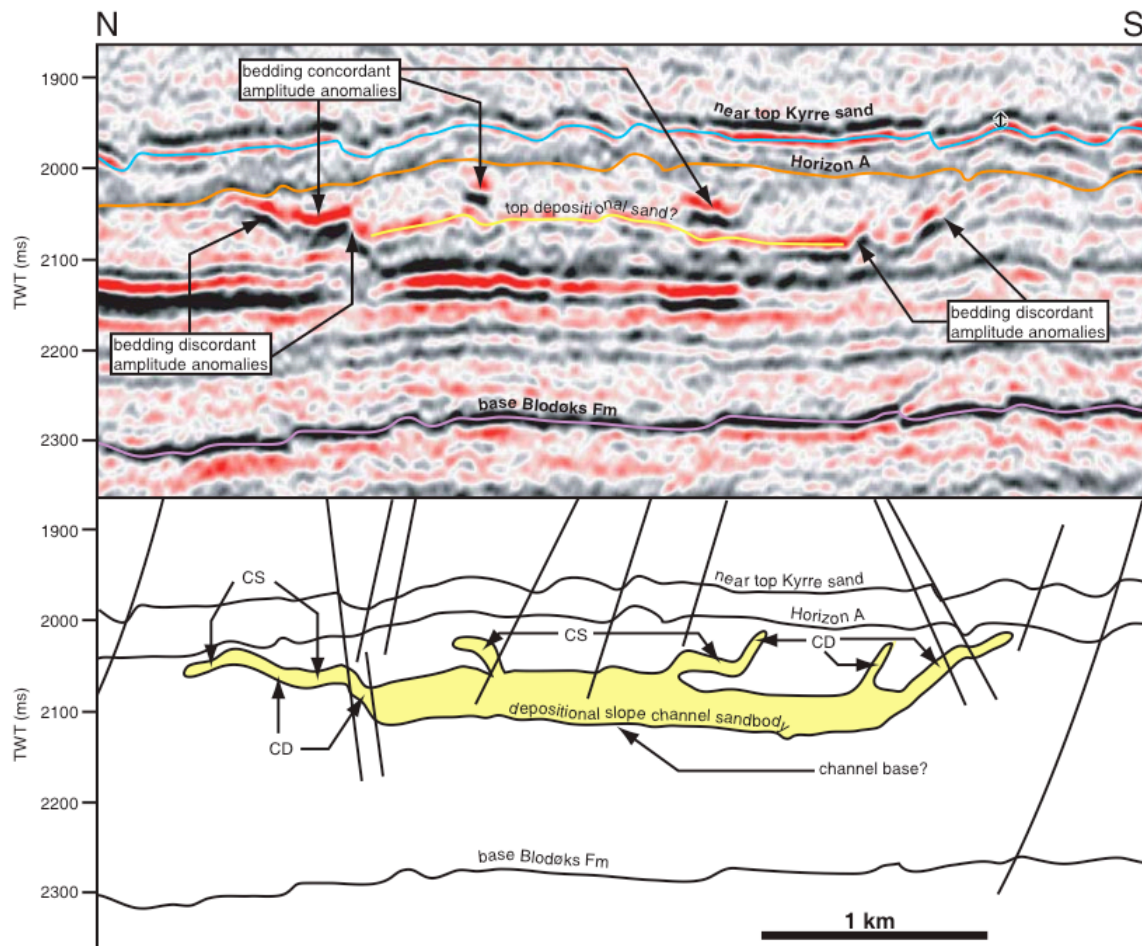 N
S
1900
2000
2100
2200
2300
TWT (ms)
bedding concordant
amplitude anomalies
near top Kyrre sand
Horizon A
top depositional sand?
bedding discordant
amplitude anomalies
bedding discordant
amplitude anomalies
base Blodøks Fm
1900
2000
2100
2200
2300
TWT (ms)
near top Kyrre sand
Horizon A
CS
CS
CD
CD
CD
depositional slope channel sandbody
channel base?
base Blodøks Fm
1 km